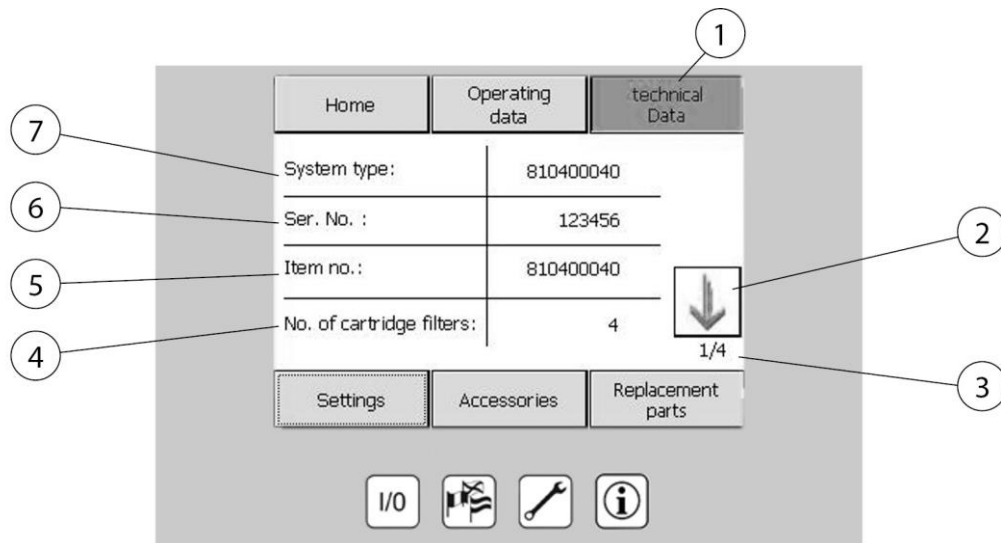 1
Home
Operating
data
technical
Data
7
System type: 810400040
6
Ser. No. : 123456
2
5
Item no.: 810400040
4
No. of cartridge filters: 4
1/4
3
Settings
Accessories
Replacement
parts
I/0
i